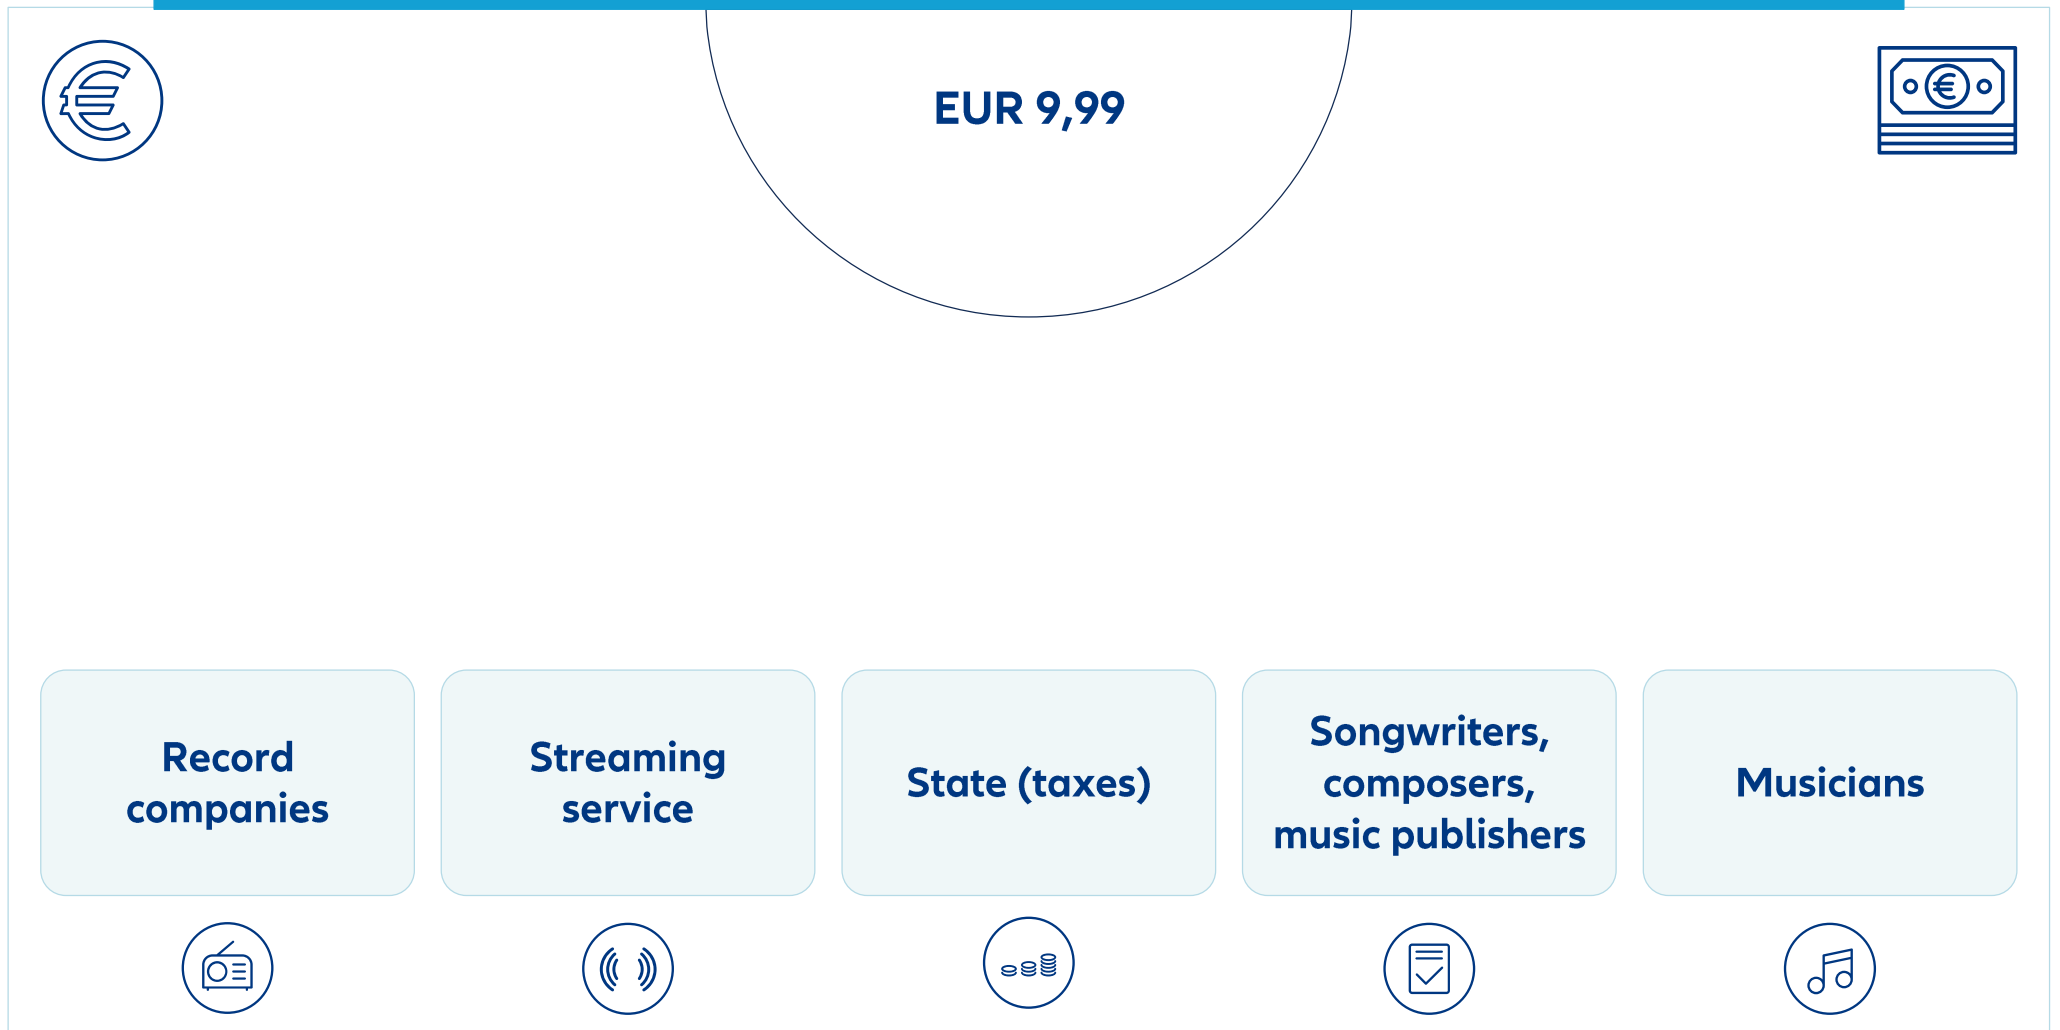 EUR 9,99
Record
companies
Streaming
service
State (taxes)
Songwriters,
composers,
music publishers
Musicians